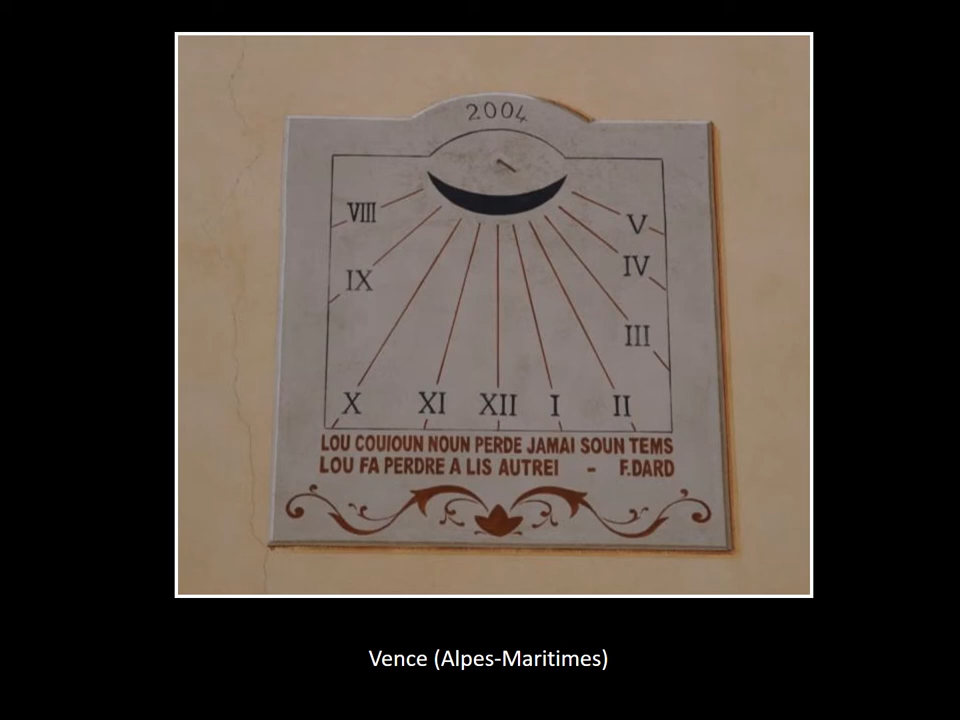 2004
VIII V
IX IV
III
X XI XII I II
LOU COUIOUN NOUN PERDE JAMAI SOUN TEMS
LOU FA PERDRE A LIS AUTREI - F.DARD
Vence (Alpes-Maritimes)